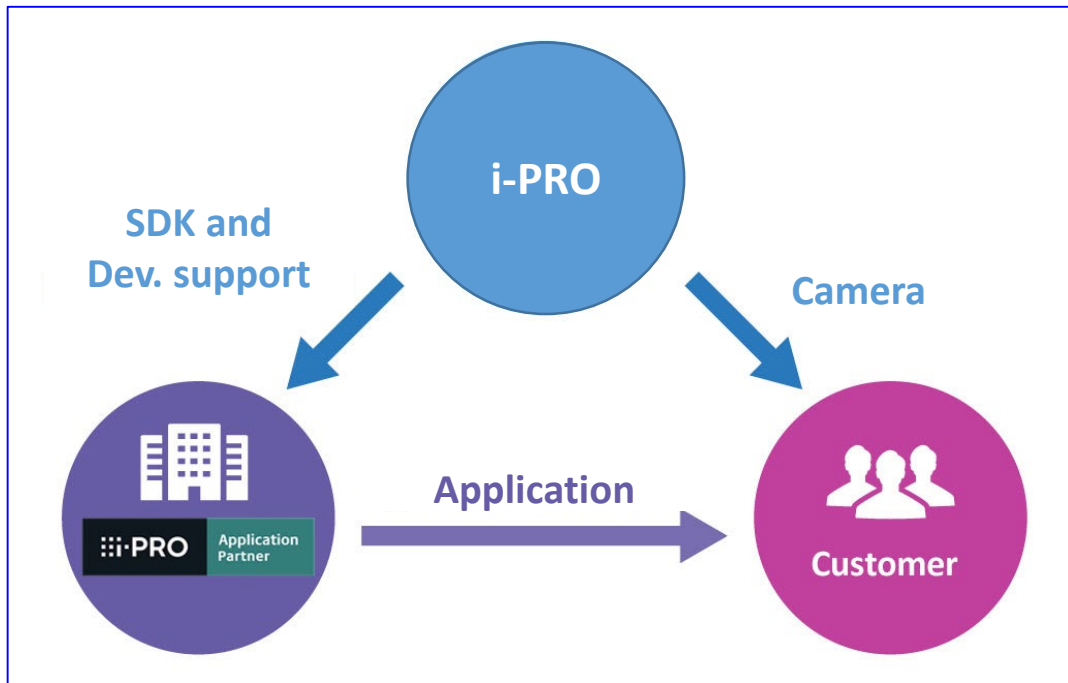 i-PRO
SDK and
Dev. support
Camera
Application
i-PRO
Application
Partner
Customer